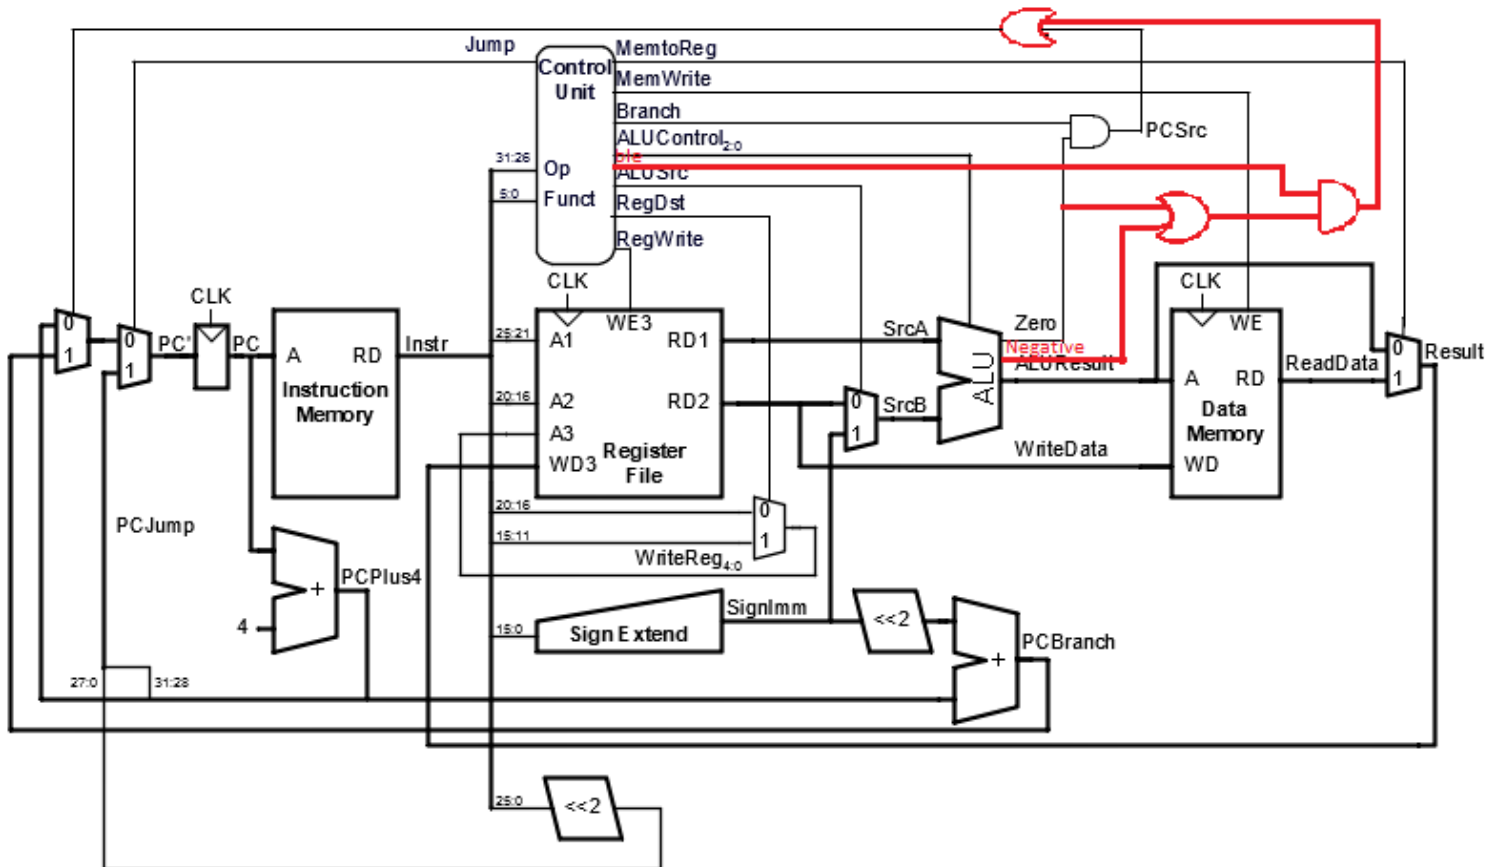 Jump
Control
Unit
MemtoReg
MemWrite
Branch
ALUControl2:0
ble
ALUSrc
RegDst
RegWrite
PCSrc
31:26
Op
5:0
Funct
CLK
CLK
CLK
0
1
0
1
PC'
PC
A
RD
Instr
Instruction
Memory
25:21
A1
WE3
RD1
20:16
A2
RD2
A3
WD3
Register
File
SrcA
0
1
SrcB
ALU
Zero
Negative
ALUResult
WE
A
RD
Data
Memory
WD
ReadData
WriteData
0
1
Result
20:16
15:11
0
1
WriteReg4:0
PCJump
+
PCPlus4
4
15:0
Sign Extend
SignImm
<<2
+
PCBranch
27:0
31:28
25:0
<<2